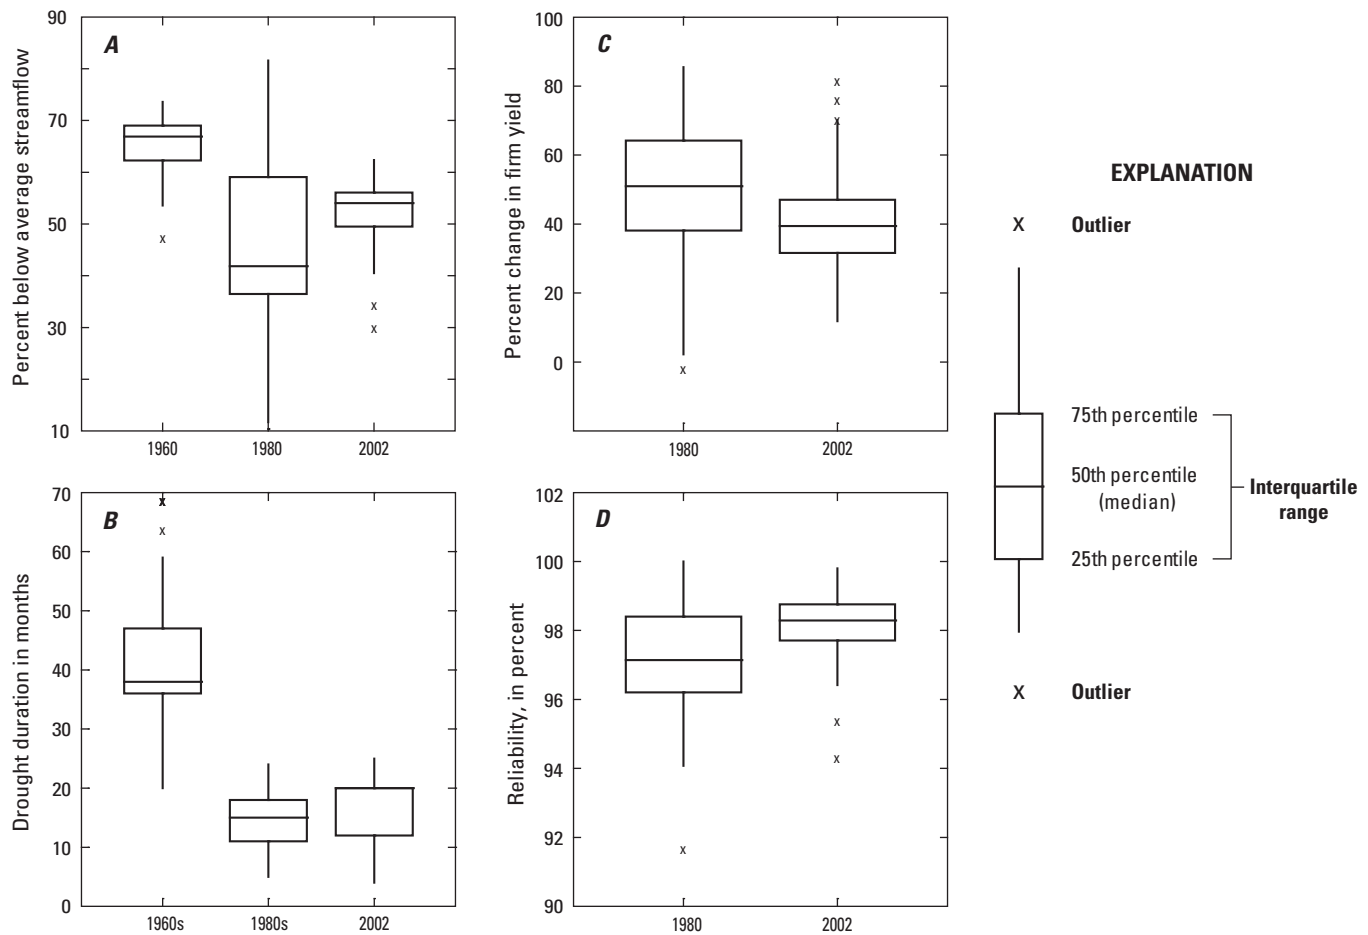 A
Percent below average streamflow
90
70
50
30
10
1960
1980
2002
C
Percent change in firm yield
100
80
60
40
20
0
1980
2002
B
Drought duration in months
70
60
50
40
30
20
10
0
1960s
1980s
2002
D
Reliability, in percent
102
100
98
96
94
92
90
1980
2002
EXPLANATION
x Outlier
75th percentile
50th percentile
(median)
25th percentile
Interquartile
range
x Outlier